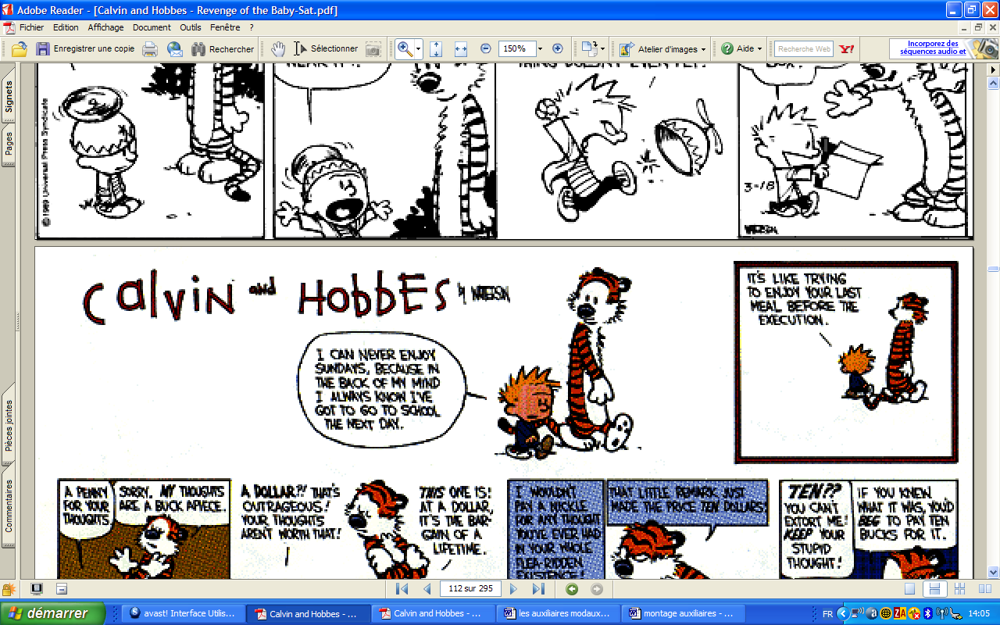 Adobe Reader - [Calvin and Hobbes - Revenge of the Baby-Sat.pdf]
Fichier Edition Affichage Document Outils Fenêtre ?
Enregistrer une copie
Rechercher
Sélectionner
150%
Atelier d'images
Aide
Recherche Web
Y!
Incorporez des
séquences audio et
Signets
Pages
Pièces jointes
Commentaires
© 1989 Universal Press Syndicate
3-18
WATTERSON
CALVIN and HOBBES by WATTERSON
I CAN NEVER ENJOY
SUNDAYS, BECAUSE IN
THE BACK OF MY MIND
I ALWAYS KNOW I'VE
GOT TO GO TO SCHOOL
THE NEXT DAY.
IT'S LIKE TRYING
TO ENJOY YOUR LAST
MEAL BEFORE THE
EXECUTION.
A PENNY
FOR YOUR
THOUGHTS.
SORRY. MY THOUGHTS
ARE A BUCK APIECE.
A DOLLAR?! THAT'S
OUTRAGEOUS!
YOUR THOUGHTS
AREN'T WORTH THAT!
THIS ONE IS!
AT A DOLLAR,
IT'S THE BAR-
GAIN OF A
LIFETIME.
I WOULDN'T
PAY A NICKLE
FOR ANY THOUGHT
YOU'VE EVER HAD
IN YOUR WHOLE
FLEA-RIDDEN
EXISTENCE!
THAT LITTLE REMARK JUST
MADE THE PRICE TEN DOLLARS!
TEN??
YOU CAN'T
EXTORT ME!
KEEP YOUR
STUPID
THOUGHT!
IF YOU KNEW
WHAT IT WAS, YOU'D
BEG TO PAY TEN
BUCKS FOR IT.
112 sur 295
démarrer
avast! Interface Utilis...
Calvin and Hobbes - ...
Calvin and Hobbes - ...
les auxiliaires modaux...
montage auxiliaires - ...
FR
14:05